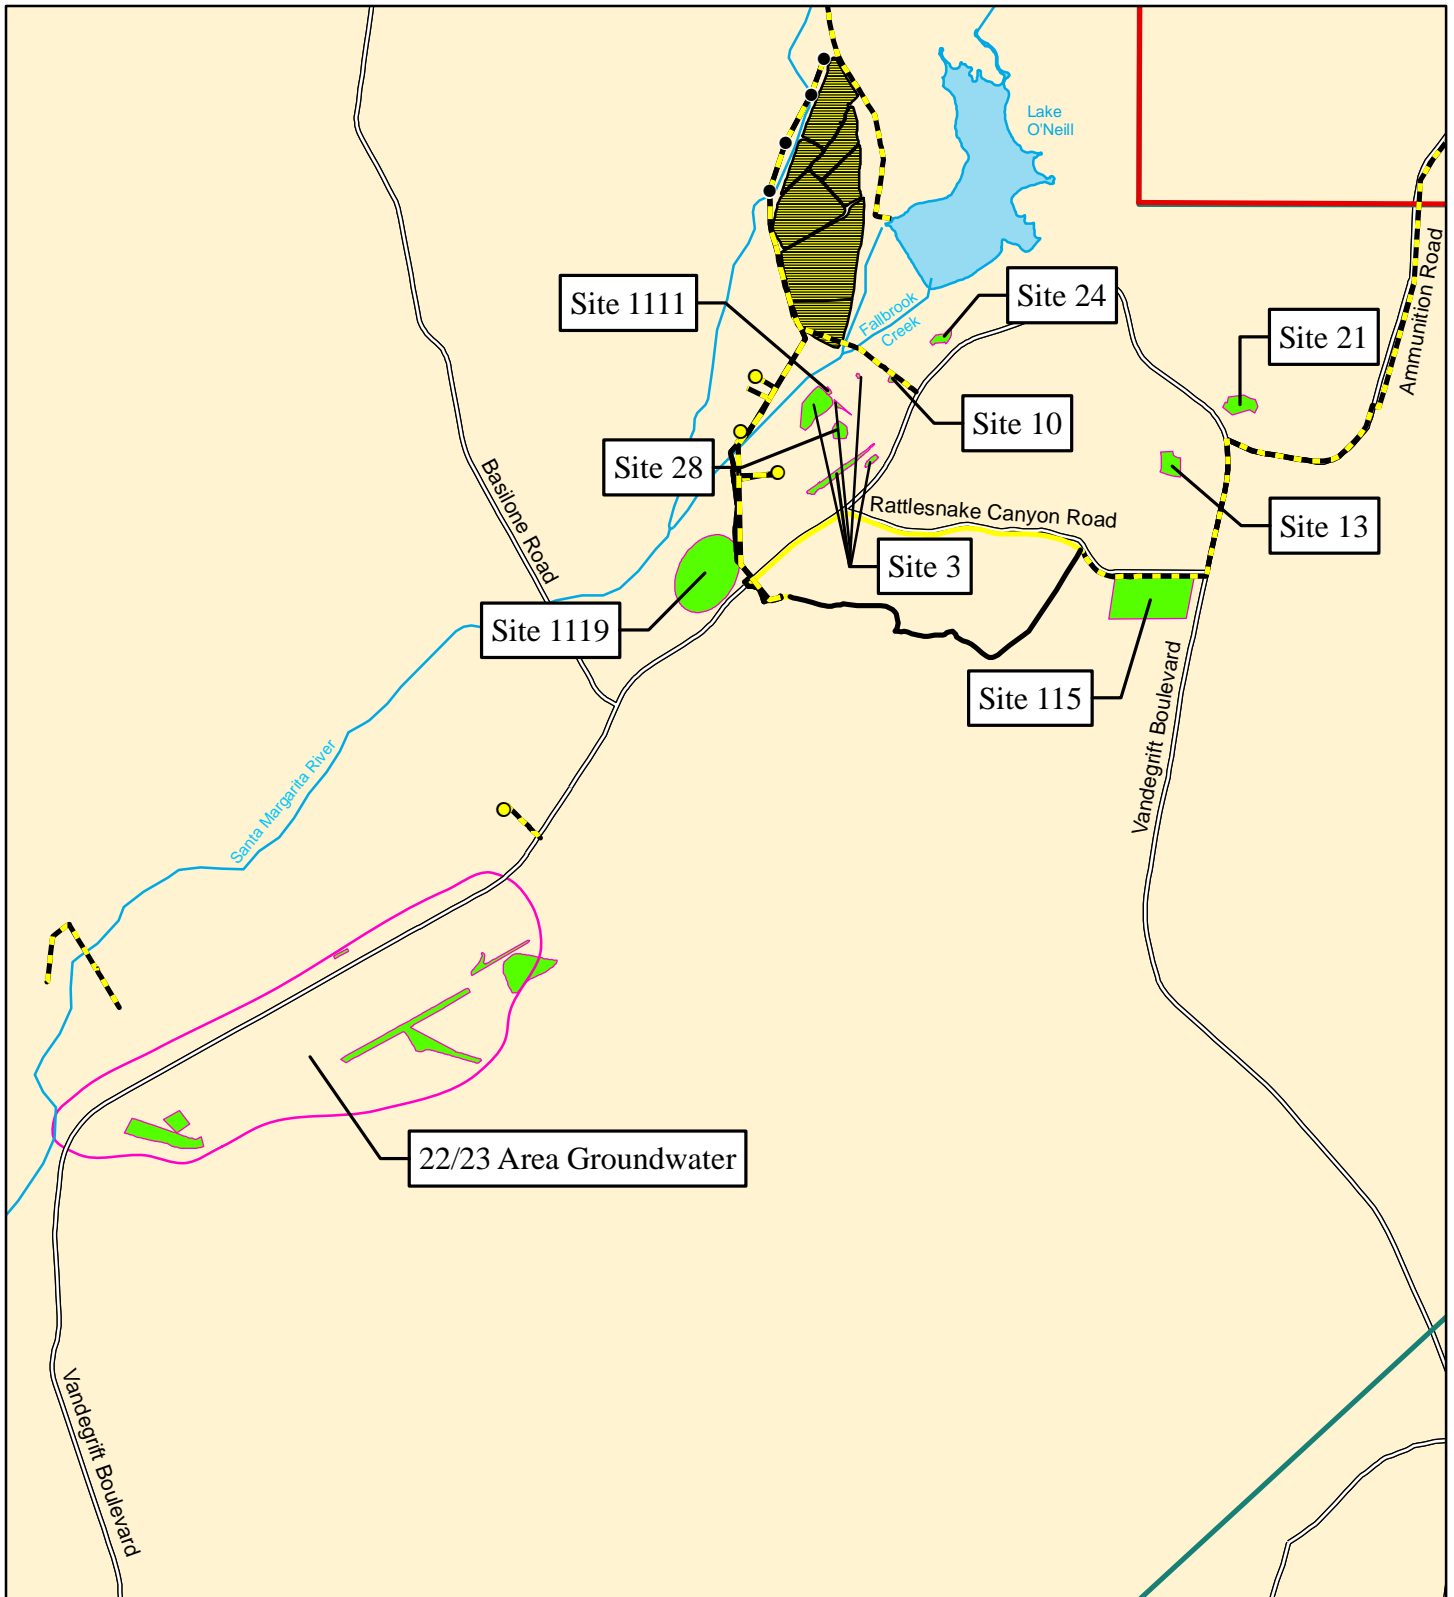 Lake
O'Neill
Ammunition Road
Site 1111
Site 24
Fallbrook
Creek
Site 21
Site 10
Site 28
Basilone Road
Rattlesnake Canyon Road
Site 13
Site 3
Site 1119
Site 115
Vandegrift Boulevard
Santa Margarita River
22/23 Area Groundwater
Vandegrift Boulevard